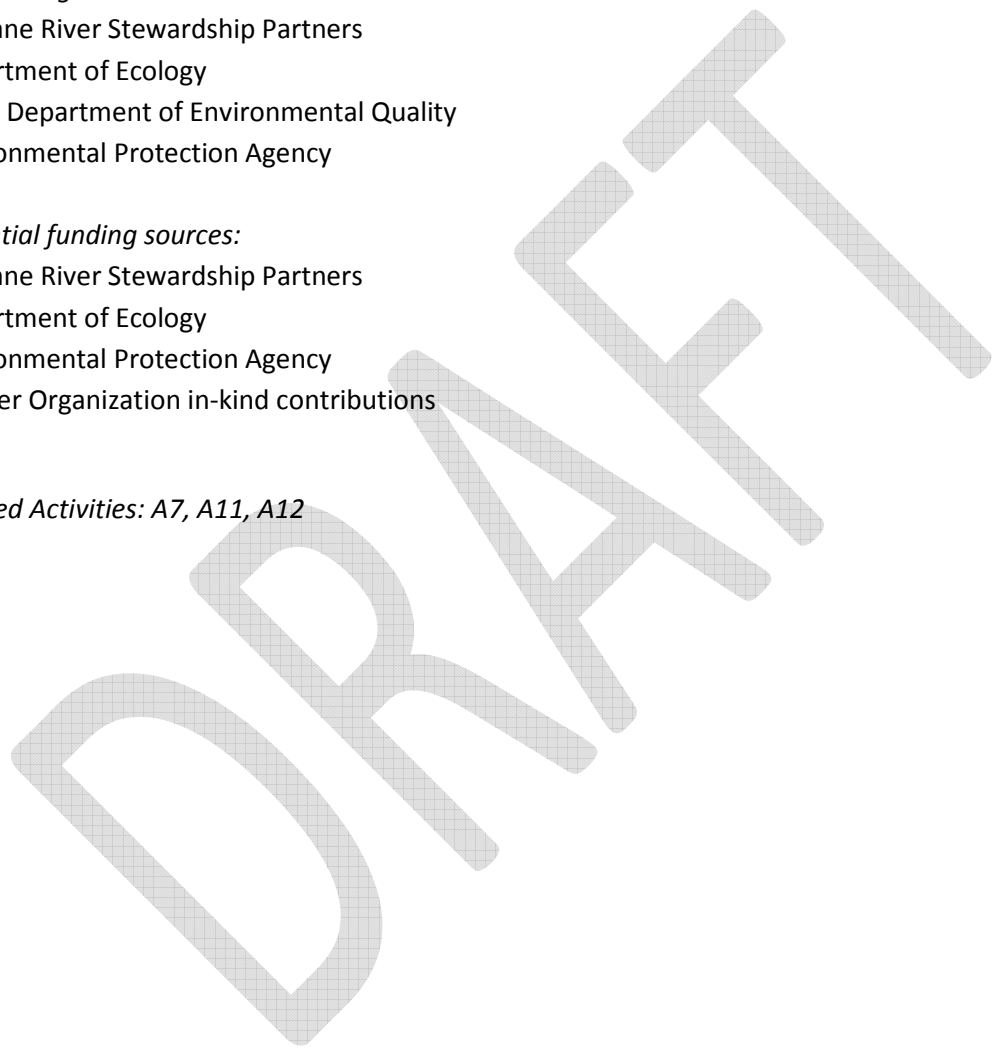 ane River Stewardship Partners
rtment of Ecology
Department of Environmental Quality
onmental Protection Agency
tial funding sources:
ane River Stewardship Partners
rtment of Ecology
onmental Protection Agency
er Organization in-kind contributions
ed Activities: A7, A11, A12
DRAFT